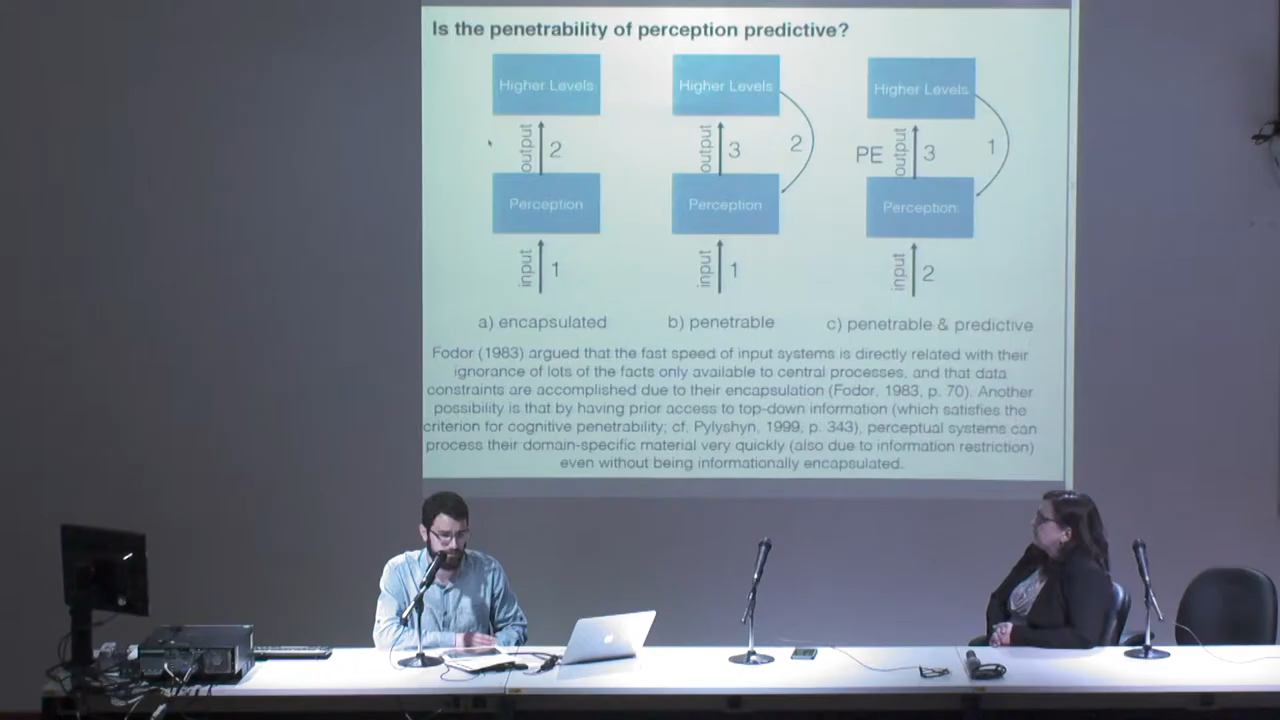 Is the penetrability of perception predictive?
Higher Levels
output
2
Perception
input
1
a) encapsulated
Higher Levels
output
3
2
Perception
input
1
b) penetrable
Higher Levels
PE
output
3
1
Perception:
input
2
c) penetrable & predictive
Fodor (1983) argued that the fast speed of input systems is directly related with their
ignorance of lots of the facts only available to central processes, and that data
constraints are accomplished due to their encapsulation (Fodor, 1983, p. 70). Another
possibility is that by having prior access to top-down information (which satisfies the
criterion for cognitive penetrability; cf. Pylyshyn, 1999, p. 343), perceptual systems can
process their domain-specific material very quickly (also due to information restriction)
even without being informationally encapsulated.